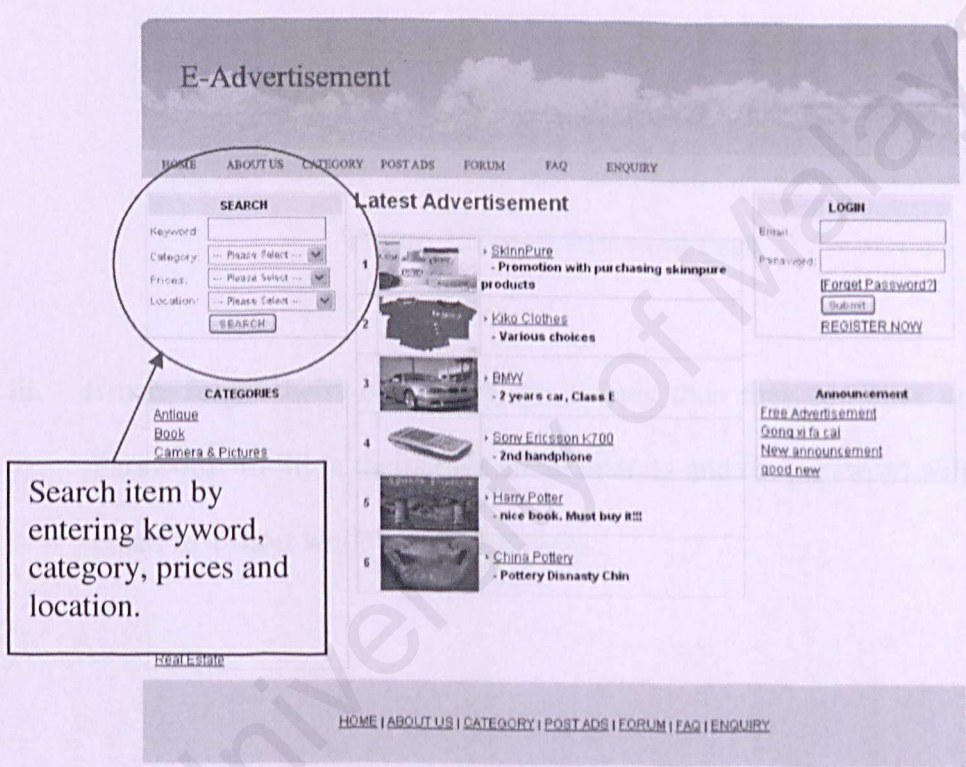 E-Advertisement
HOME ABOUT US CATEGORY POST ADS FORUM FAQ ENQUIRY
SEARCH
Keyword
Category: -- Please Select --
Prices: -- Please Select --
Location: -- Please Select --
SEARCH
CATEGORIES
Antique
Book
Camera & Pictures
Real Estate
Search item by
entering keyword,
category, prices and
location.
Latest Advertisement
1 SkinnPure
- Promotion with purchasing skinnpure
products
2 Kiko Clothes
- Various choices
3 BMW
- 2 years car, Class E
4 Sony Ericsson K700
- 2nd handphone
5 Harry Potter
- nice book. Must buy it!!!
6 China Pottery
- Pottery Disnasty Chin
LOGIN
Email:
Password:
[Forget Password?]
Submit
REGISTER NOW
Announcement
Free Advertisement
Gong xi fa cai
New announcement
good new
HOME | ABOUT US | CATEGORY | POST ADS | FORUM | FAQ | ENQUIRY
University of Malaya